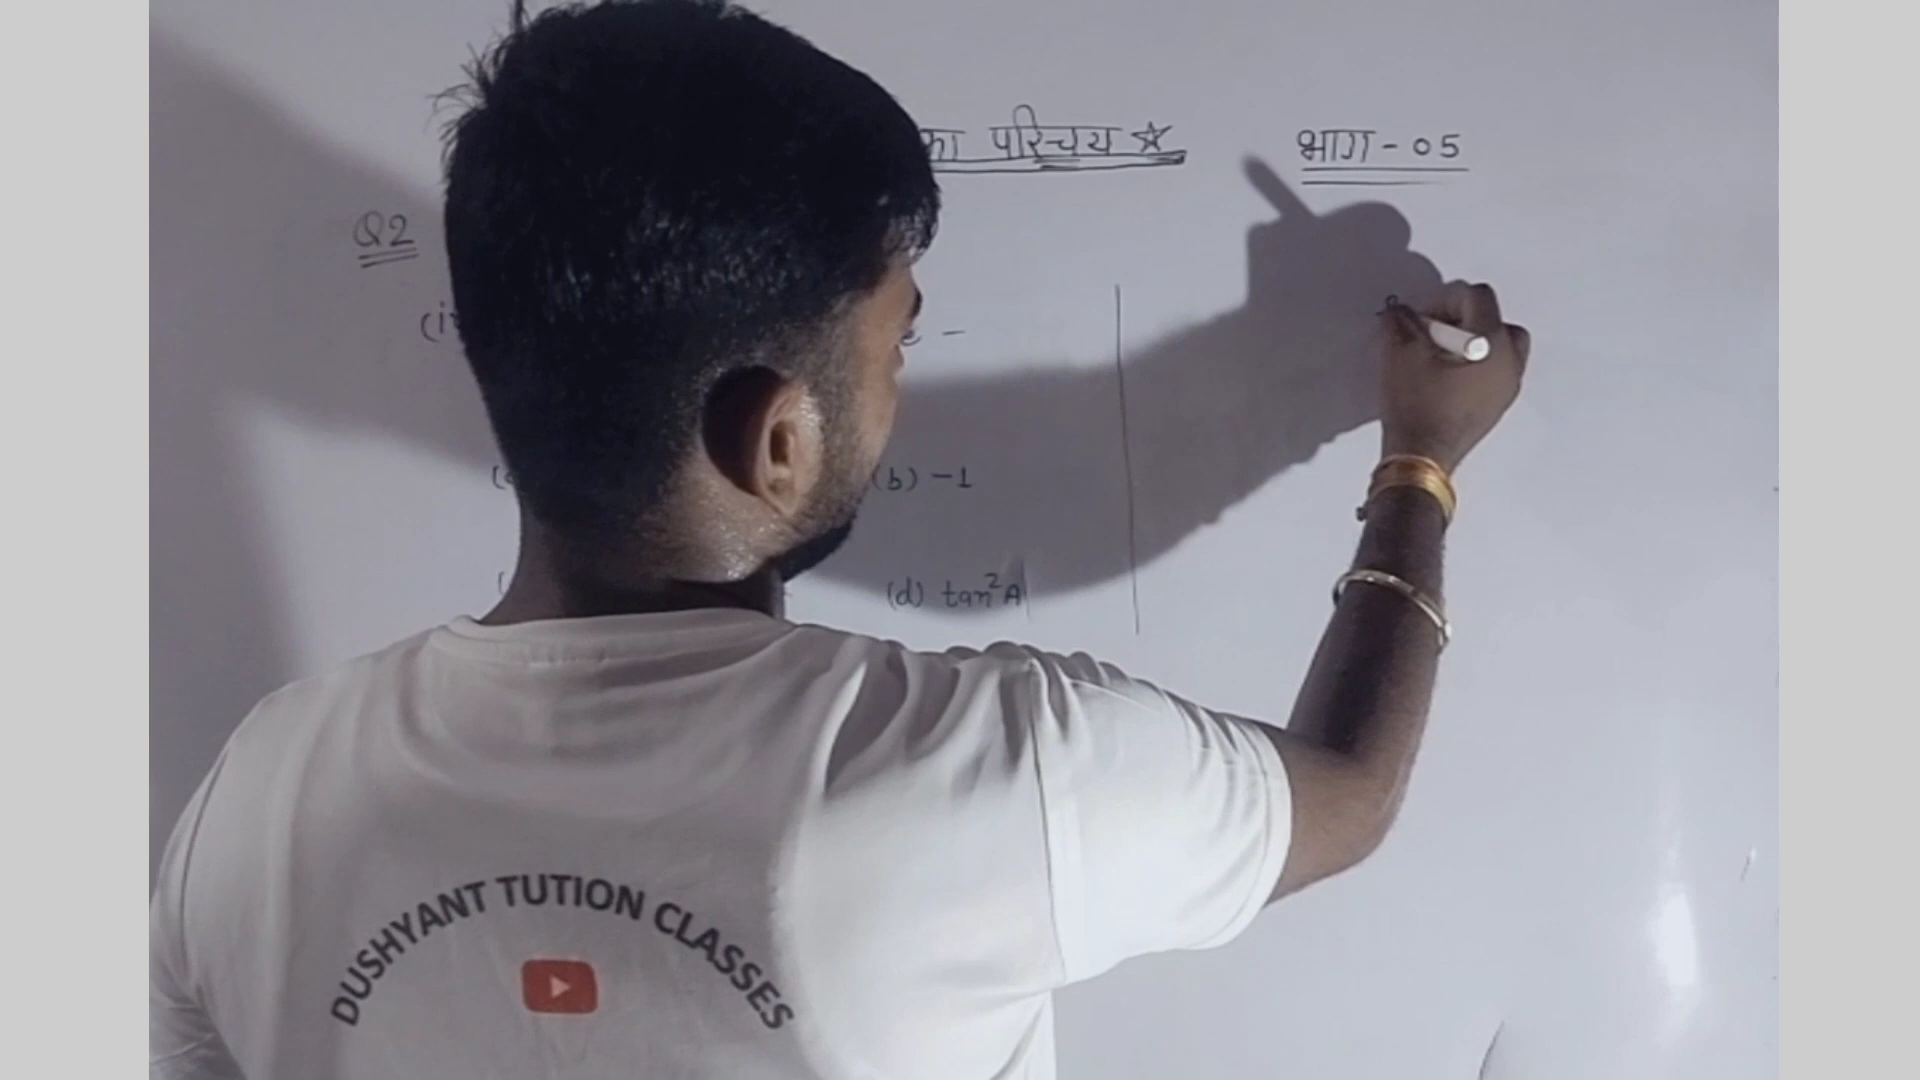 का परिचय ☆ भाग - 05
Q2
(b) -1
(d) tan²A
DUSHYANT TUTION CLASSES